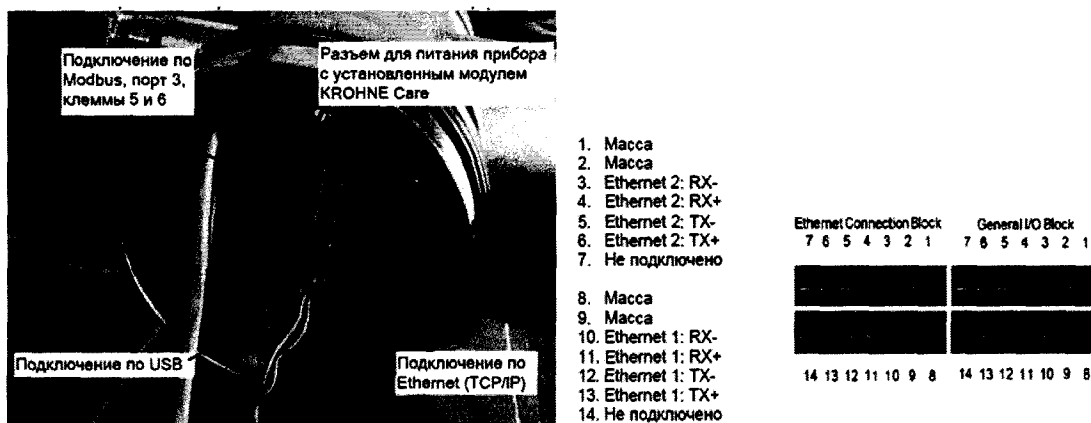 Подключение по
Modbus, порт 3,
клеммы 5 и 6
Разъем для питания прибора
с установленным модулем
KROHNE Care
Подключение по USB
Подключение по
Ethernet (TCP/IP)
1. Масса
2. Масса
3. Ethernet 2: RX-
4. Ethernet 2: RX+
5. Ethernet 2: TX-
6. Ethernet 2: TX+
7. Не подключено
8. Масса
9. Масса
10. Ethernet 1: RX-
11. Ethernet 1: RX+
12. Ethernet 1: TX-
13. Ethernet 1: TX+
14. Не подключено
Ethernet Connection Block
7 6 5 4 3 2 1
14 13 12 11 10 9 8
General I/O Block
7 6 5 4 3 2 1
14 13 12 11 10 9 8